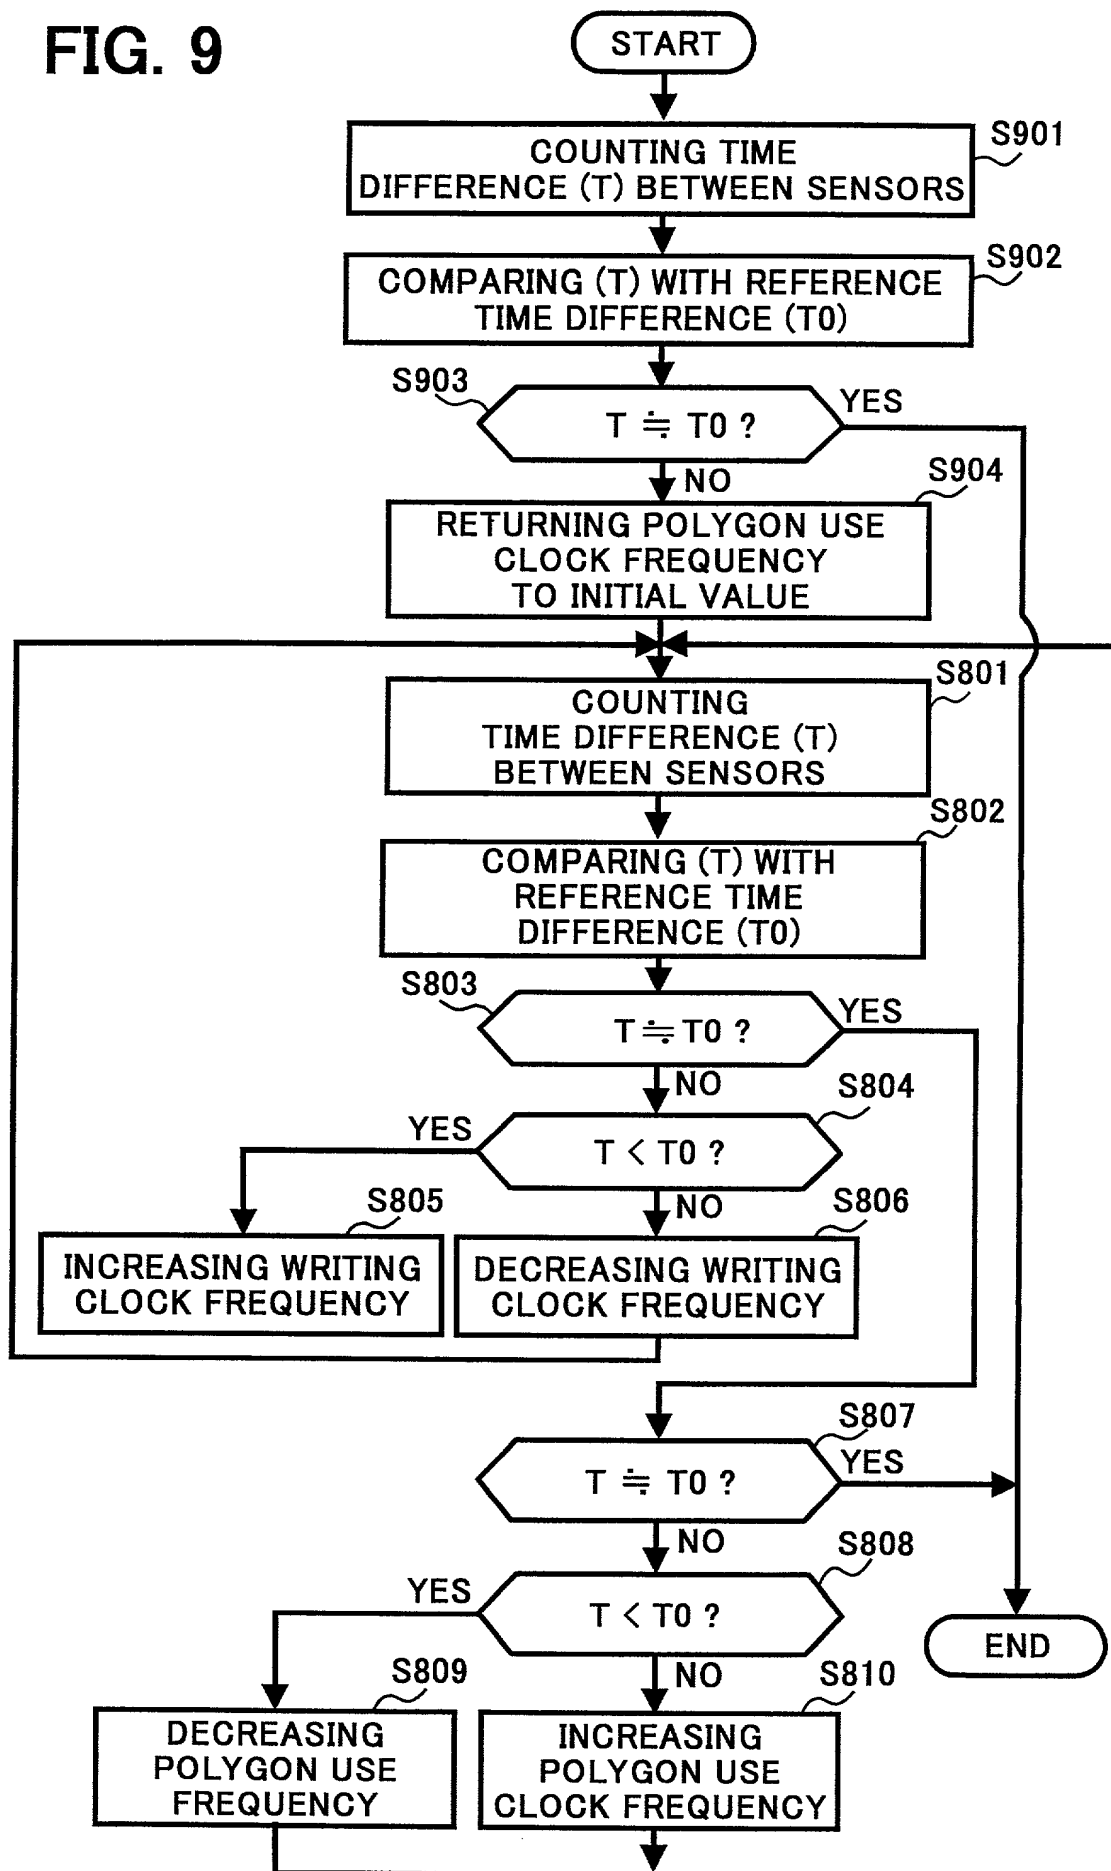 FIG. 9
START
S901
COUNTING TIME
DIFFERENCE (T) BETWEEN SENSORS
S902
COMPARING (T) WITH REFERENCE
TIME DIFFERENCE (T0)
S903
T ≒ T0 ?
YES
NO
S904
RETURNING POLYGON USE
CLOCK FREQUENCY
TO INITIAL VALUE
S801
COUNTING
TIME DIFFERENCE (T)
BETWEEN SENSORS
S802
COMPARING (T) WITH
REFERENCE TIME
DIFFERENCE (T0)
S803
T ≒ T0 ?
YES
NO
S804
YES
T < T0 ?
NO
S805
INCREASING WRITING
CLOCK FREQUENCY
S806
DECREASING WRITING
CLOCK FREQUENCY
S807
T ≒ T0 ?
YES
NO
S808
YES
T < T0 ?
NO
END
S809
DECREASING
POLYGON USE
FREQUENCY
S810
INCREASING
POLYGON USE
CLOCK FREQUENCY